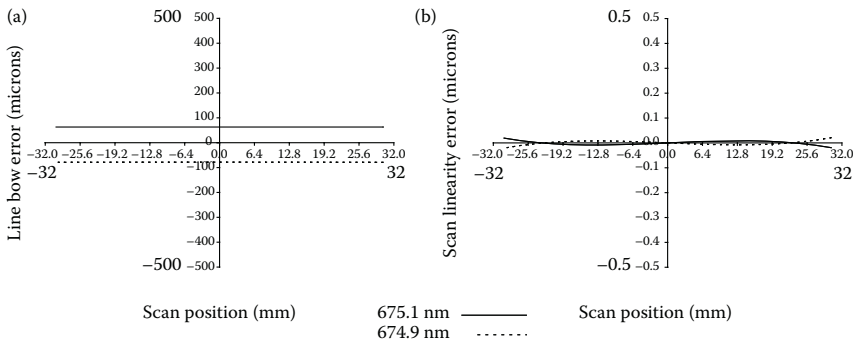 (a)
Line bow error (microns)
500
500
400
300
200
100
0
−100
−200
−300
−400
−500
−500
−32.0 −25.6 −19.2 −12.8 −6.4 0.0 6.4 12.8 19.2 25.6 32.0
−32 32
Scan position (mm)
(b)
Scan linearity error (microns)
0.5
0.5
0.4
0.3
0.2
0.1
0.0
−0.1
−0.2
−0.3
−0.4
−0.5
−0.5
−32.0 −25.6 −19.2 −12.8 −6.4 0.0 6.4 12.8 19.2 25.6 32.0
−32 32
Scan position (mm)
675.1 nm
674.9 nm